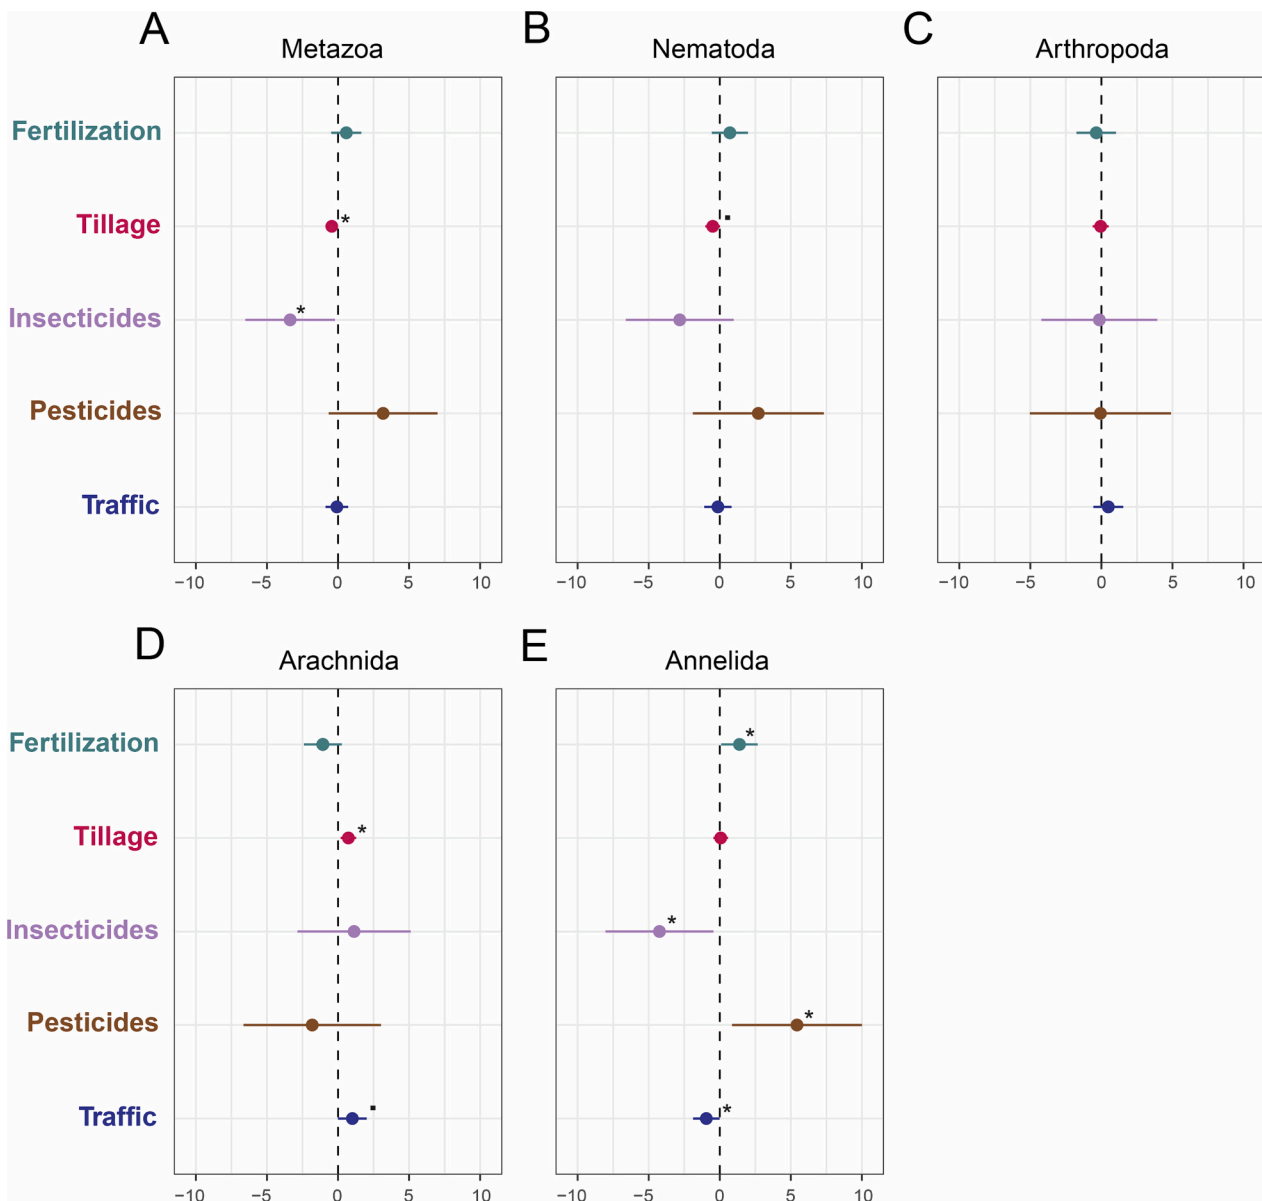 A B C
Metazoa Nematoda Arthropoda
Fertilization
Tillage * ▪
Insecticides *
Pesticides
Traffic
−10 −5 0 5 10 −10 −5 0 5 10 −10 −5 0 5 10
D E
Arachnida Annelida
Fertilization *
Tillage *
Insecticides *
Pesticides *
Traffic ▪ *
−10 −5 0 5 10 −10 −5 0 5 10